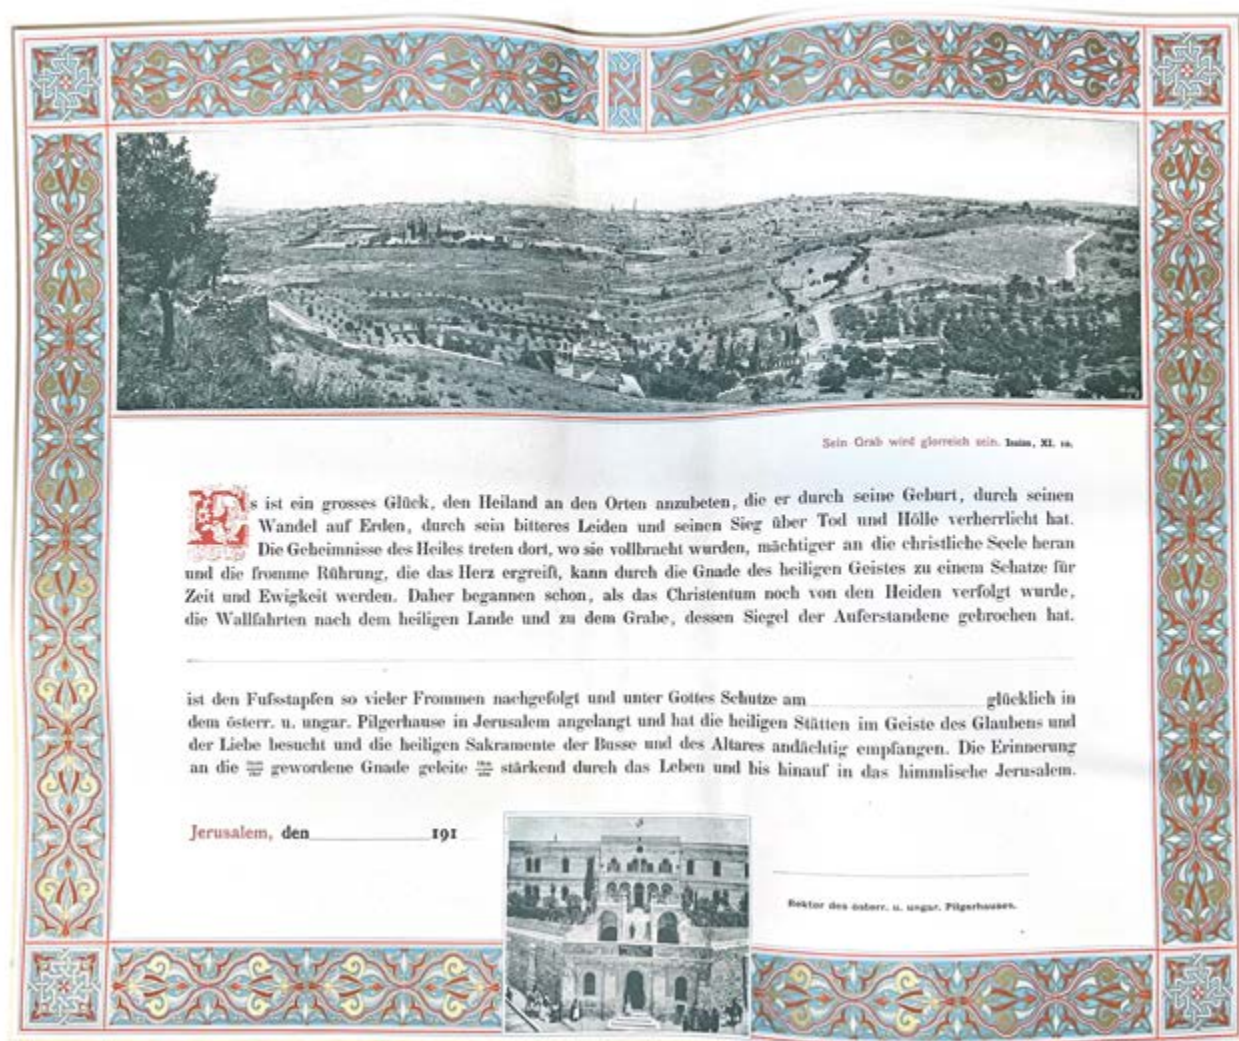 Sein Grab wird glorreich sein. Isaias, XI. 10.
Es ist ein grosses Glück, den Heiland an den Orten anzubeten, die er durch seine Geburt, durch seinen
Wandel auf Erden, durch sein bitteres Leiden und seinen Sieg über Tod und Hölle verherrlicht hat.
Die Geheimnisse des Heiles treten dort, wo sie vollbracht wurden, mächtiger an die christliche Seele heran
und die fromme Rührung, die das Herz ergreift, kann durch die Gnade des heiligen Geistes zu einem Schatze für
Zeit und Ewigkeit werden. Daher begannen schon, als das Christentum noch von den Heiden verfolgt wurde,
die Wallfahrten nach dem heiligen Lande und zu dem Grabe, dessen Siegel der Auferstandene gebrochen hat.
ist den Fufsstapfen so vieler Frommen nachgefolgt und unter Gottes Schutze am glücklich in
dem österr. u. ungar. Pilgerhause in Jerusalem angelangt und hat die heiligen Stätten im Geiste des Glaubens und
der Liebe besucht und die heiligen Sakramente der Busse und des Altares andächtig empfangen. Die Erinnerung
an die gewordene Gnade geleite stärkend durch das Leben und bis hinauf in das himmlische Jerusalem.
Jerusalem, den 191
Rektor des österr. u. ungar. Pilgerhauses.